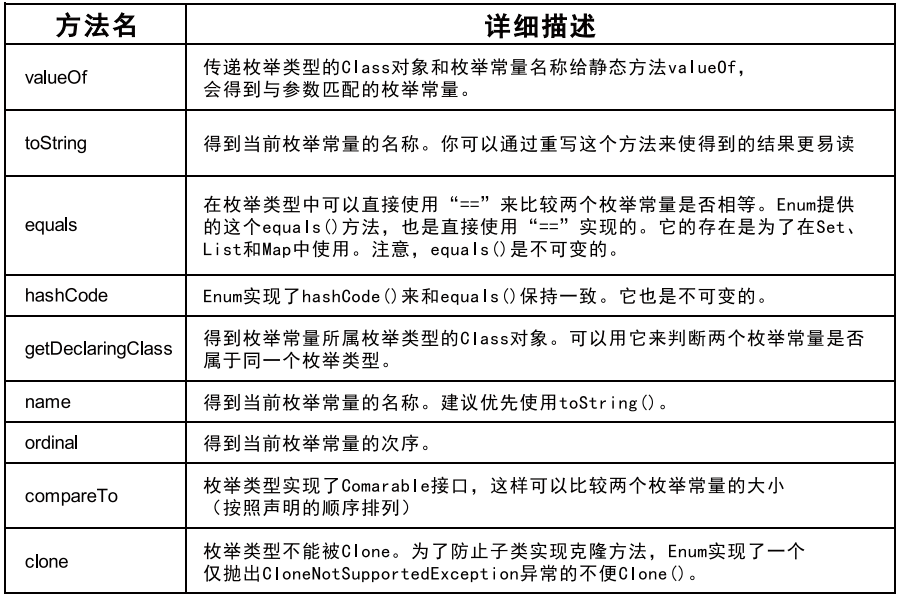 方法名 详细描述
valueOf
传递枚举类型的Class对象和枚举常量名称给静态方法valueOf,
会得到与参数匹配的枚举常量。
toString
得到当前枚举常量的名称。你可以通过重写这个方法来使得到的结果更易读
equals
在枚举类型中可以直接使用“==”来比较两个枚举常量是否相等。Enum提供
的这个equals()方法，也是直接使用“==”实现的。它的存在是为了在Set、
List和Map中使用。注意，equals()是不可变的。
hashCode
Enum实现了hashCode()来和equals()保持一致。它也是不可变的。
getDeclaringClass
得到枚举常量所属枚举类型的Class对象。可以用它来判断两个枚举常量是否
属于同一个枚举类型。
name
得到当前枚举常量的名称。建议优先使用toString()。
ordinal
得到当前枚举常量的次序。
compareTo
枚举类型实现了Comarable接口，这样可以比较两个枚举常量的大小
（按照声明的顺序排列）
clone
枚举类型不能被Clone。为了防止子类实现克隆方法，Enum实现了一个
仅抛出CloneNotSupportedException异常的不便Clone()。